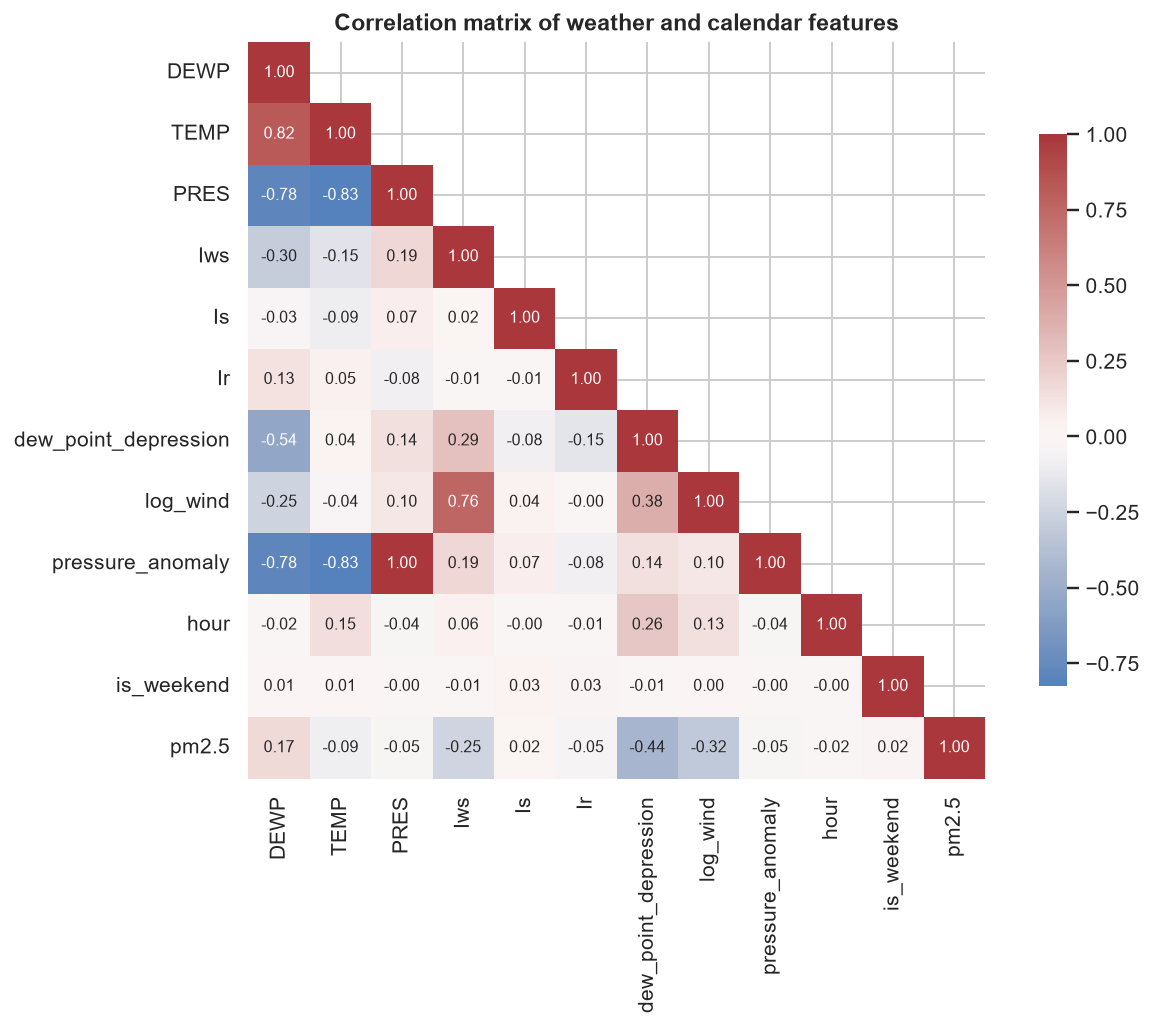 Correlation matrix of weather and calendar features
DEWP 1.00
TEMP 0.82 1.00
PRES -0.78 -0.83 1.00
Iws -0.30 -0.15 0.19 1.00
Is -0.03 -0.09 0.07 0.02 1.00
Ir 0.13 0.05 -0.08 -0.01 -0.01 1.00
dew_point_depression -0.54 0.04 0.14 0.29 -0.08 -0.15 1.00
log_wind -0.25 -0.04 0.10 0.76 0.04 -0.00 0.38 1.00
pressure_anomaly -0.78 -0.83 1.00 0.19 0.07 -0.08 0.14 0.10 1.00
hour -0.02 0.15 -0.04 0.06 -0.00 -0.01 0.26 0.13 -0.04 1.00
is_weekend 0.01 0.01 -0.00 -0.01 0.03 0.03 -0.01 0.00 -0.00 -0.00 1.00
pm2.5 0.17 -0.09 -0.05 -0.25 0.02 -0.05 -0.44 -0.32 -0.05 -0.02 0.02 1.00
DEWP TEMP PRES Iws Is Ir dew_point_depression log_wind pressure_anomaly hour is_weekend pm2.5
1.00
0.75
0.50
0.25
0.00
−0.25
−0.50
−0.75